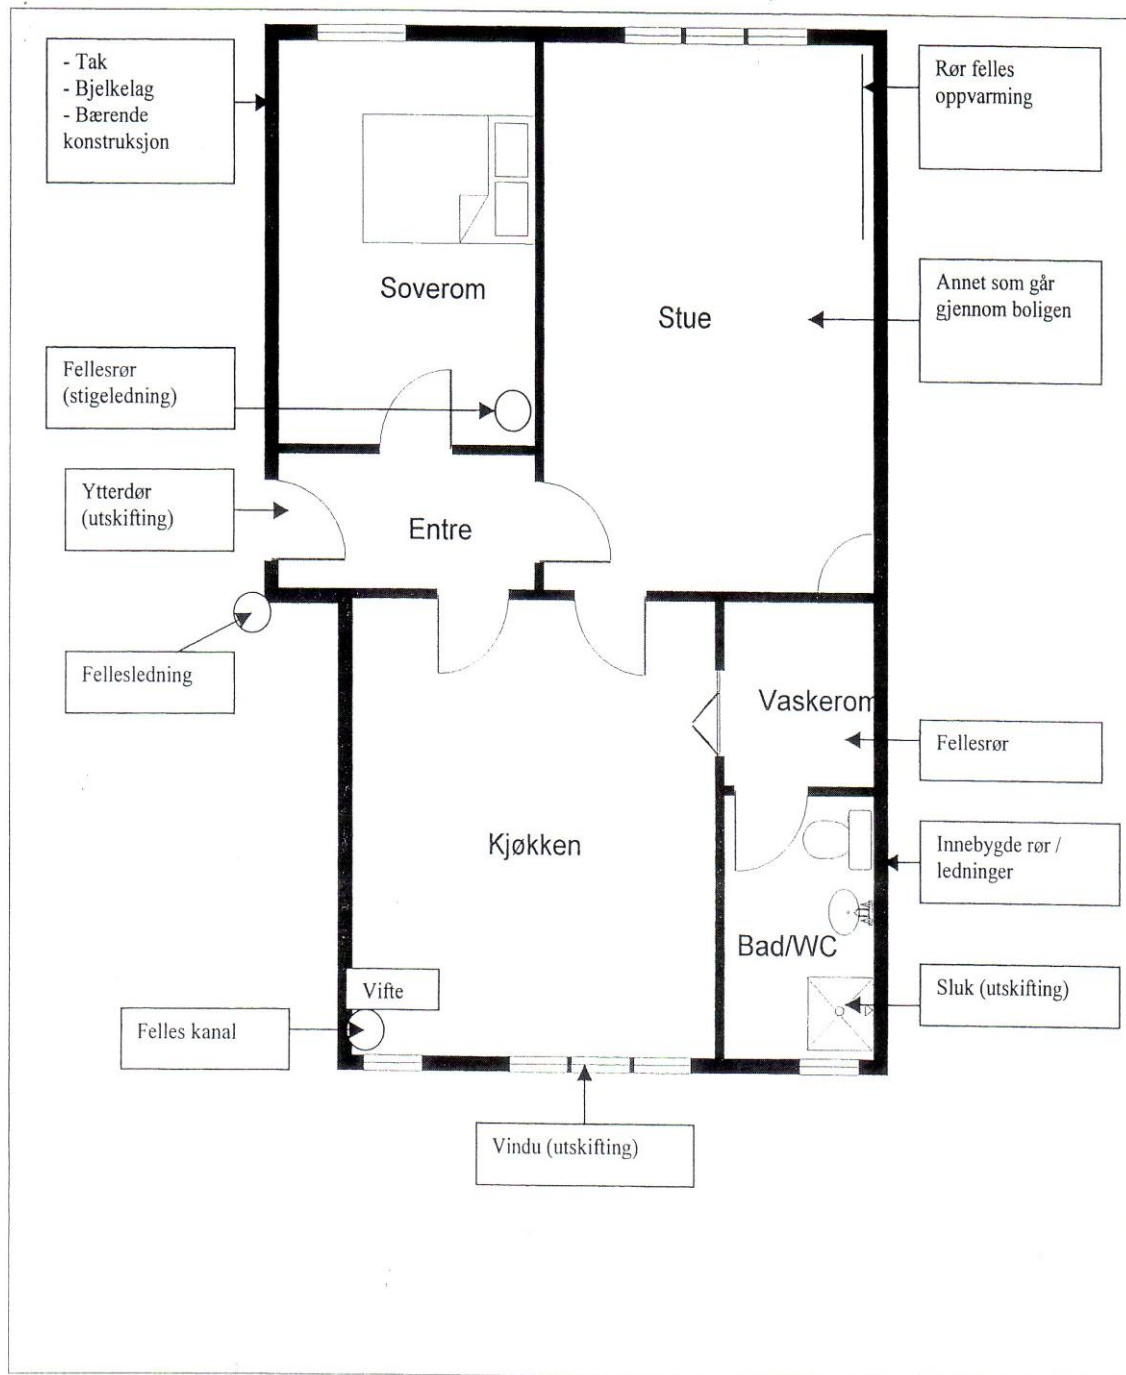 - Tak
- Bjelkelag
- Bærende
konstruksjon
Rør felles
oppvarming
Soverom
Stue
Annet som går
gjennom boligen
Fellesrør
(stigeledning)
Ytterdør
(utskifting)
Entre
Fellesledning
Vaskerom
Fellesrør
Kjøkken
Innebygde rør /
ledninger
Bad/WC
Vifte
Sluk (utskifting)
Felles kanal
Vindu (utskifting)